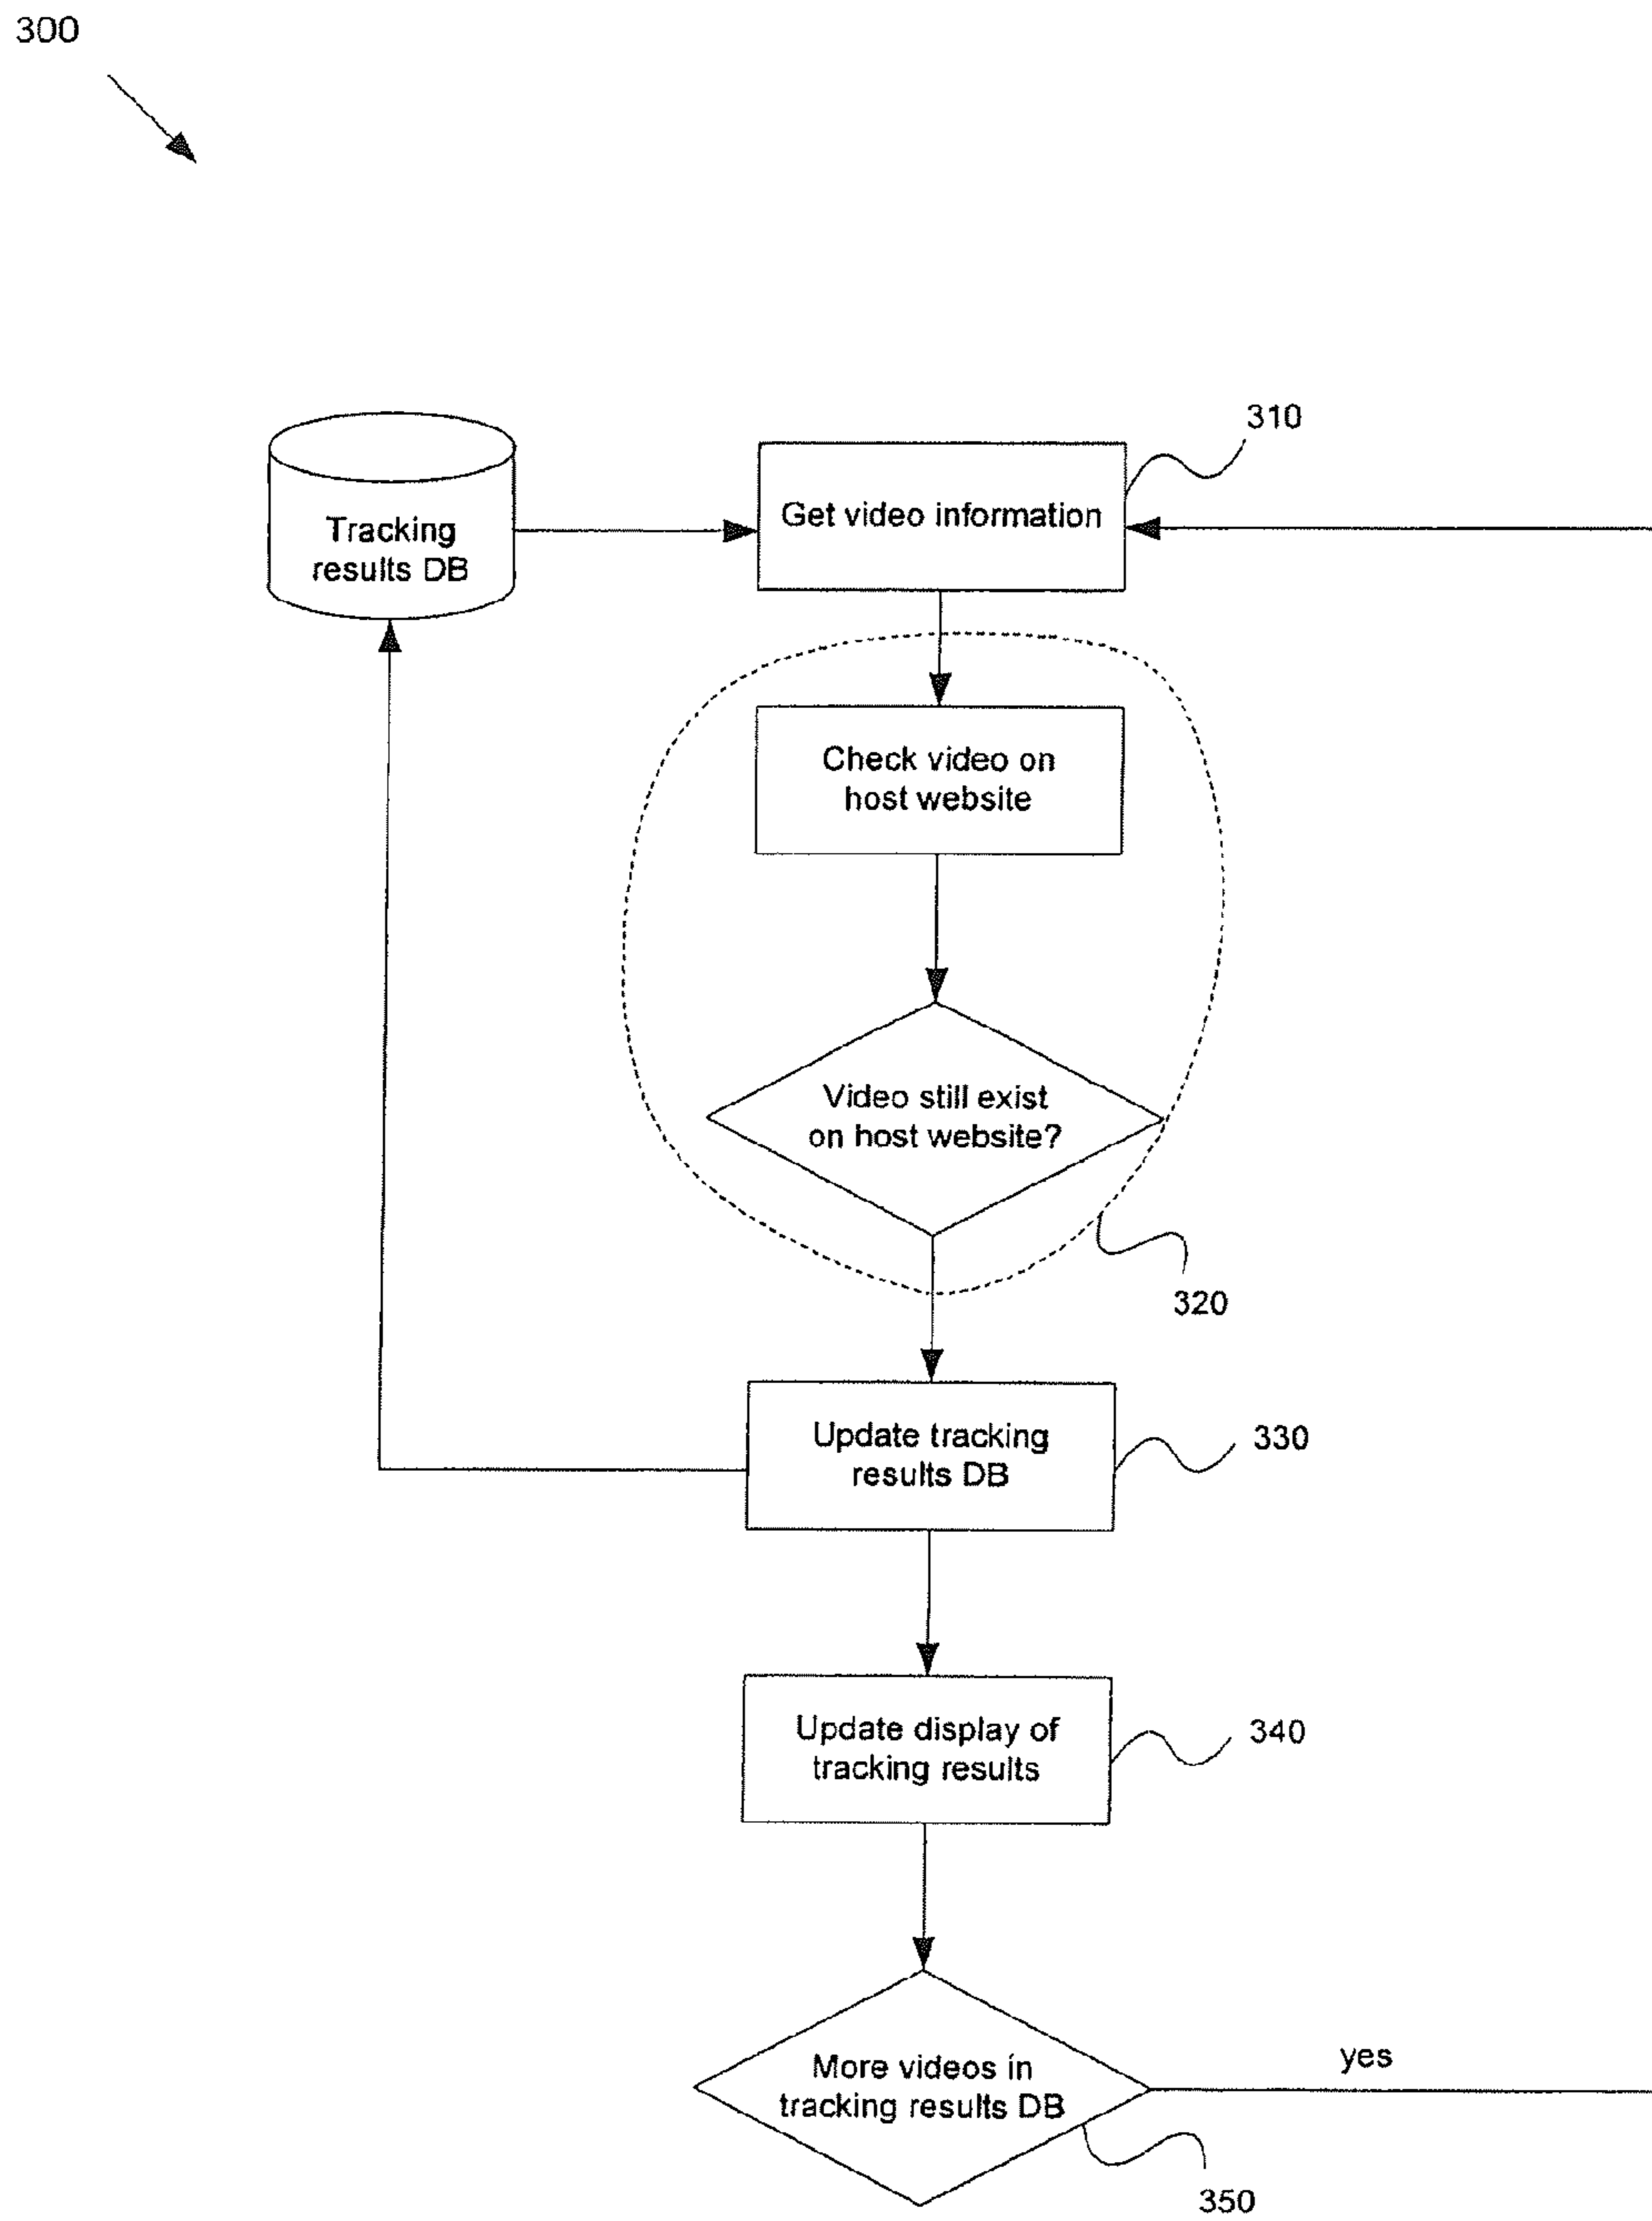 300
310
Tracking
results DB
Get video information
Check video on
host website
Video still exist
on host website?
320
Update tracking
results DB
330
Update display of
tracking results
340
More videos in
tracking results DB
yes
350